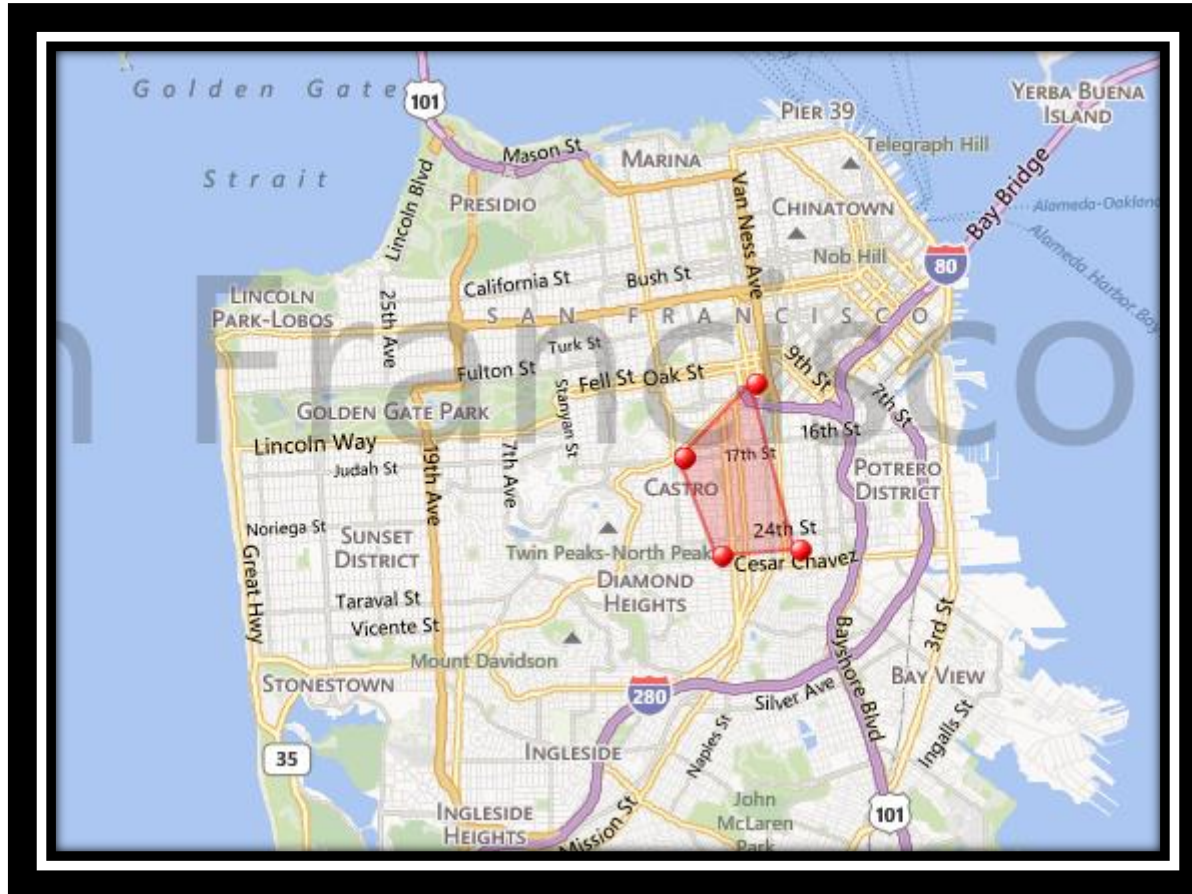 Golden Gate
Strait
101
Mason St
MARINA
PIER 39
YERBA BUENA
ISLAND
Telegraph Hill
Lincoln Blvd
PRESIDIO
Van Ness Ave
CHINATOWN
Bay Bridge
Alameda-Oakland
Alameda Harbor Bay
Nob Hill
80
California St
Bush St
LINCOLN
PARK-LOBOS
25th Ave
SAN FRANCISCO
n Francisco
Turk St
Fulton St
Stanyan St
Fell St
Oak St
9th St
7th St
GOLDEN GATE PARK
Lincoln Way
Judah St
19th Ave
7th Ave
16th St
17th St
CASTRO
POTRERO
DISTRICT
Noriega St
SUNSET
DISTRICT
24th St
Twin Peaks-North Peak
Cesar Chavez
DIAMOND
HEIGHTS
Great Hwy
Taraval St
Vicente St
Mount Davidson
Bayshore Blvd
3rd St
STONESTOWN
280
Silver Ave
BAY VIEW
Naples St
Ingalls St
35
INGLESIDE
INGLESIDE
HEIGHTS
Mission St
John
McLaren
Park
101